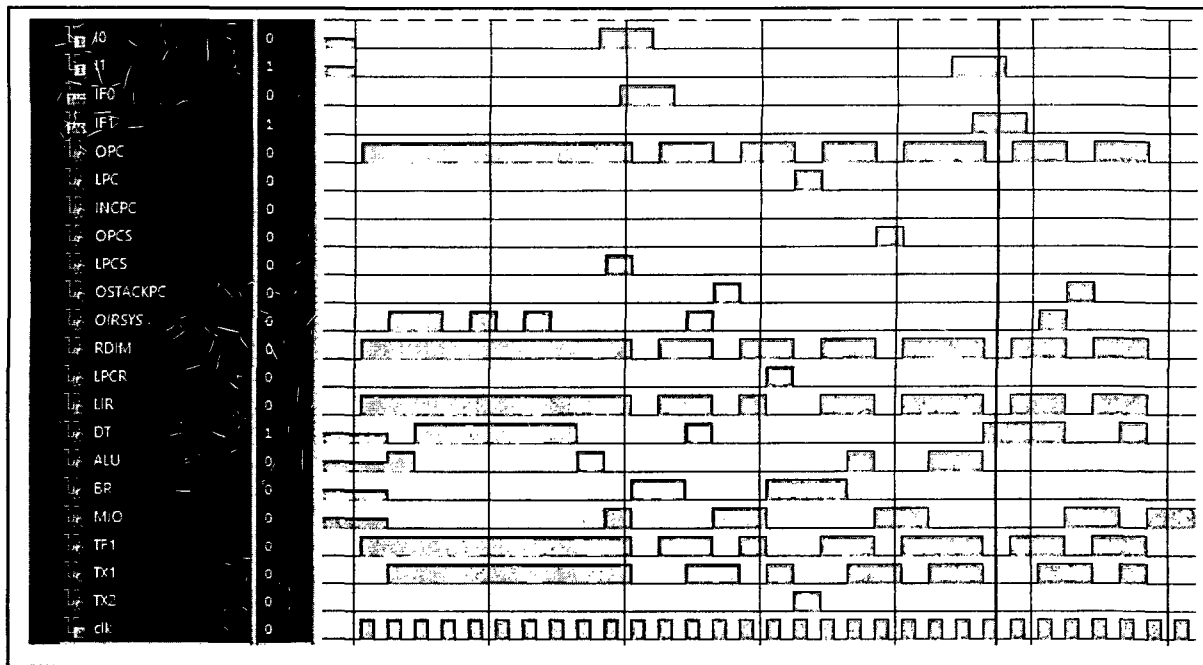 I0 0
I1 1
IF0 0
IF1 1
OPC 0
LPC 0
INCPC 0
OPCS 0
LPCS 0
OSTACKPC 0
OIRSYS 0
RDIM 0
LPCR 0
LIR 0
DT 1
ALU 0
BR 0
MIO 0
TF1 0
TX1 0
TX2 0
clk 0